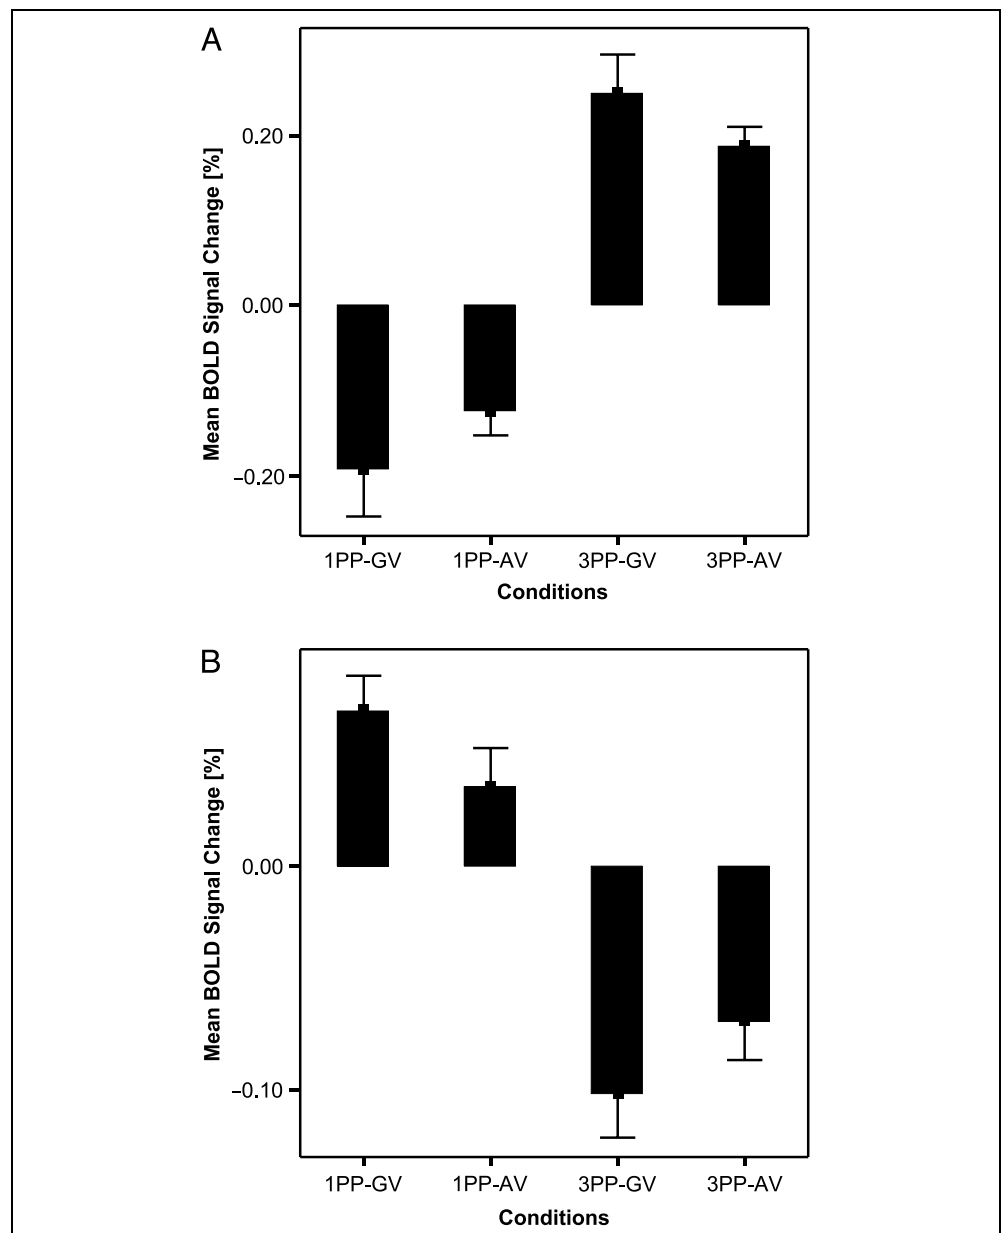 A
Mean BOLD Signal Change [%]
0.20
0.00
−0.20
1PP-GV 1PP-AV 3PP-GV 3PP-AV
Conditions
B
Mean BOLD Signal Change [%]
0.00
−0.10
1PP-GV 1PP-AV 3PP-GV 3PP-AV
Conditions